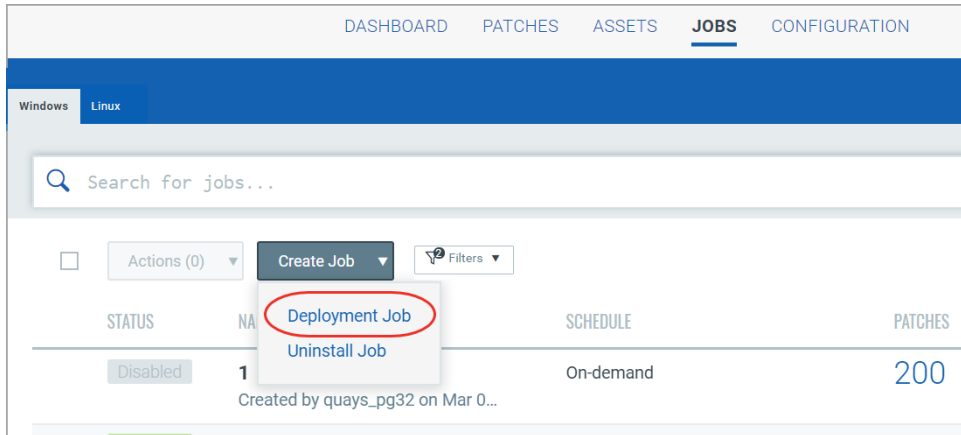 DASHBOARD PATCHES ASSETS JOBS CONFIGURATION
Windows Linux
Search for jobs...
Actions (0) Create Job 2 Filters
Deployment Job
Uninstall Job
STATUS NA SCHEDULE PATCHES
Disabled 1 On-demand 200
Created by quays_pg32 on Mar 0...